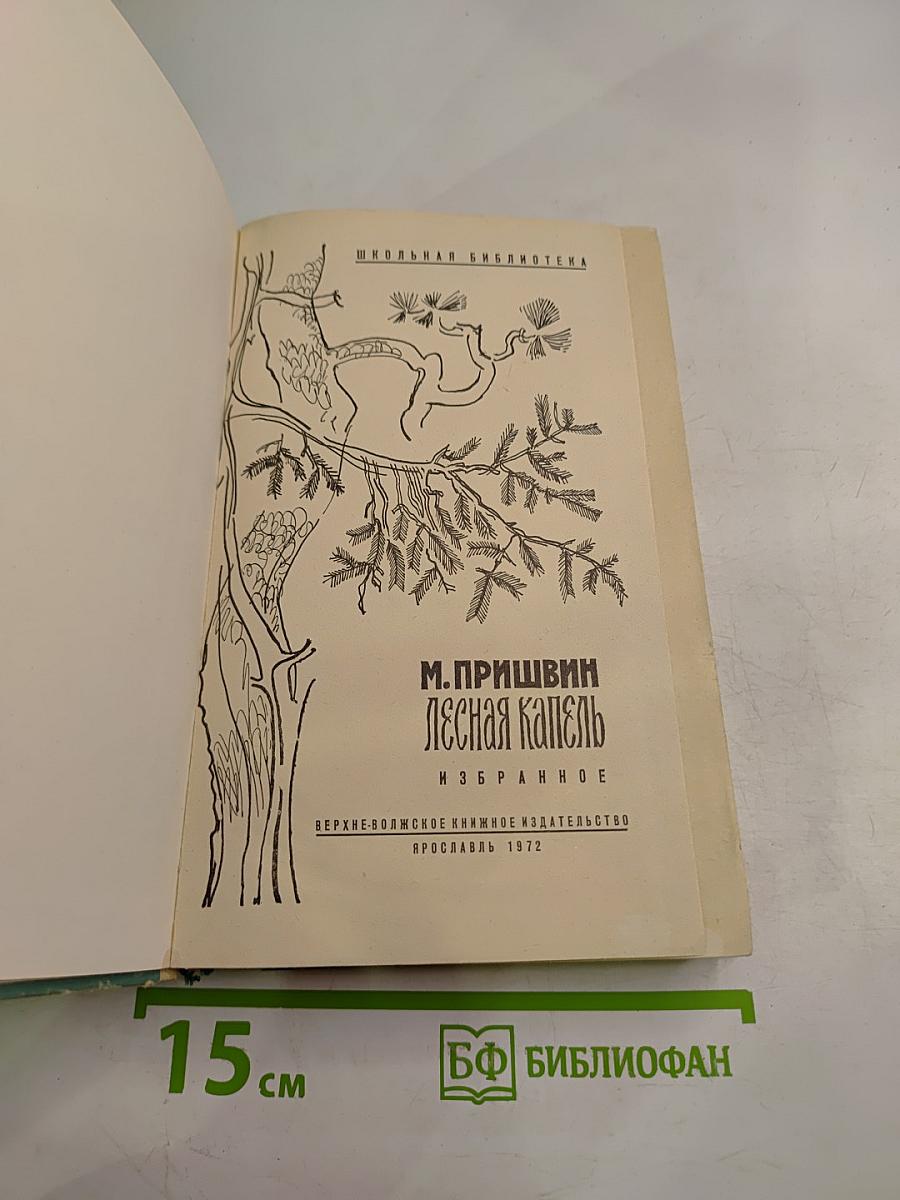 ШКОЛЬНАЯ БИБЛИОТЕКА
М. ПРИШВИН
ЛЕСНАЯ КАПЕЛЬ
ИЗБРАННОЕ
ВЕРХНЕ-ВОЛЖСКОЕ КНИЖНОЕ ИЗДАТЕЛЬСТВО
ЯРОСЛАВЛЬ 1972
15 см
БФ БИБЛИОФАН